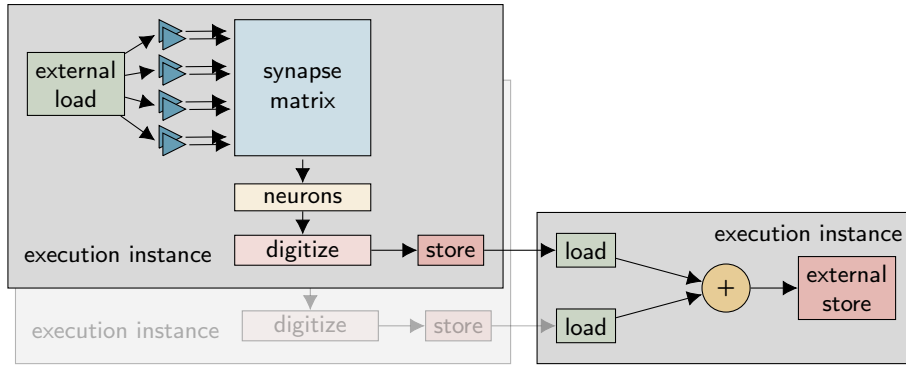 external
load
synapse
matrix
neurons
execution instance
digitize
store
execution instance
digitize
store
load
load
+
execution instance
external
store